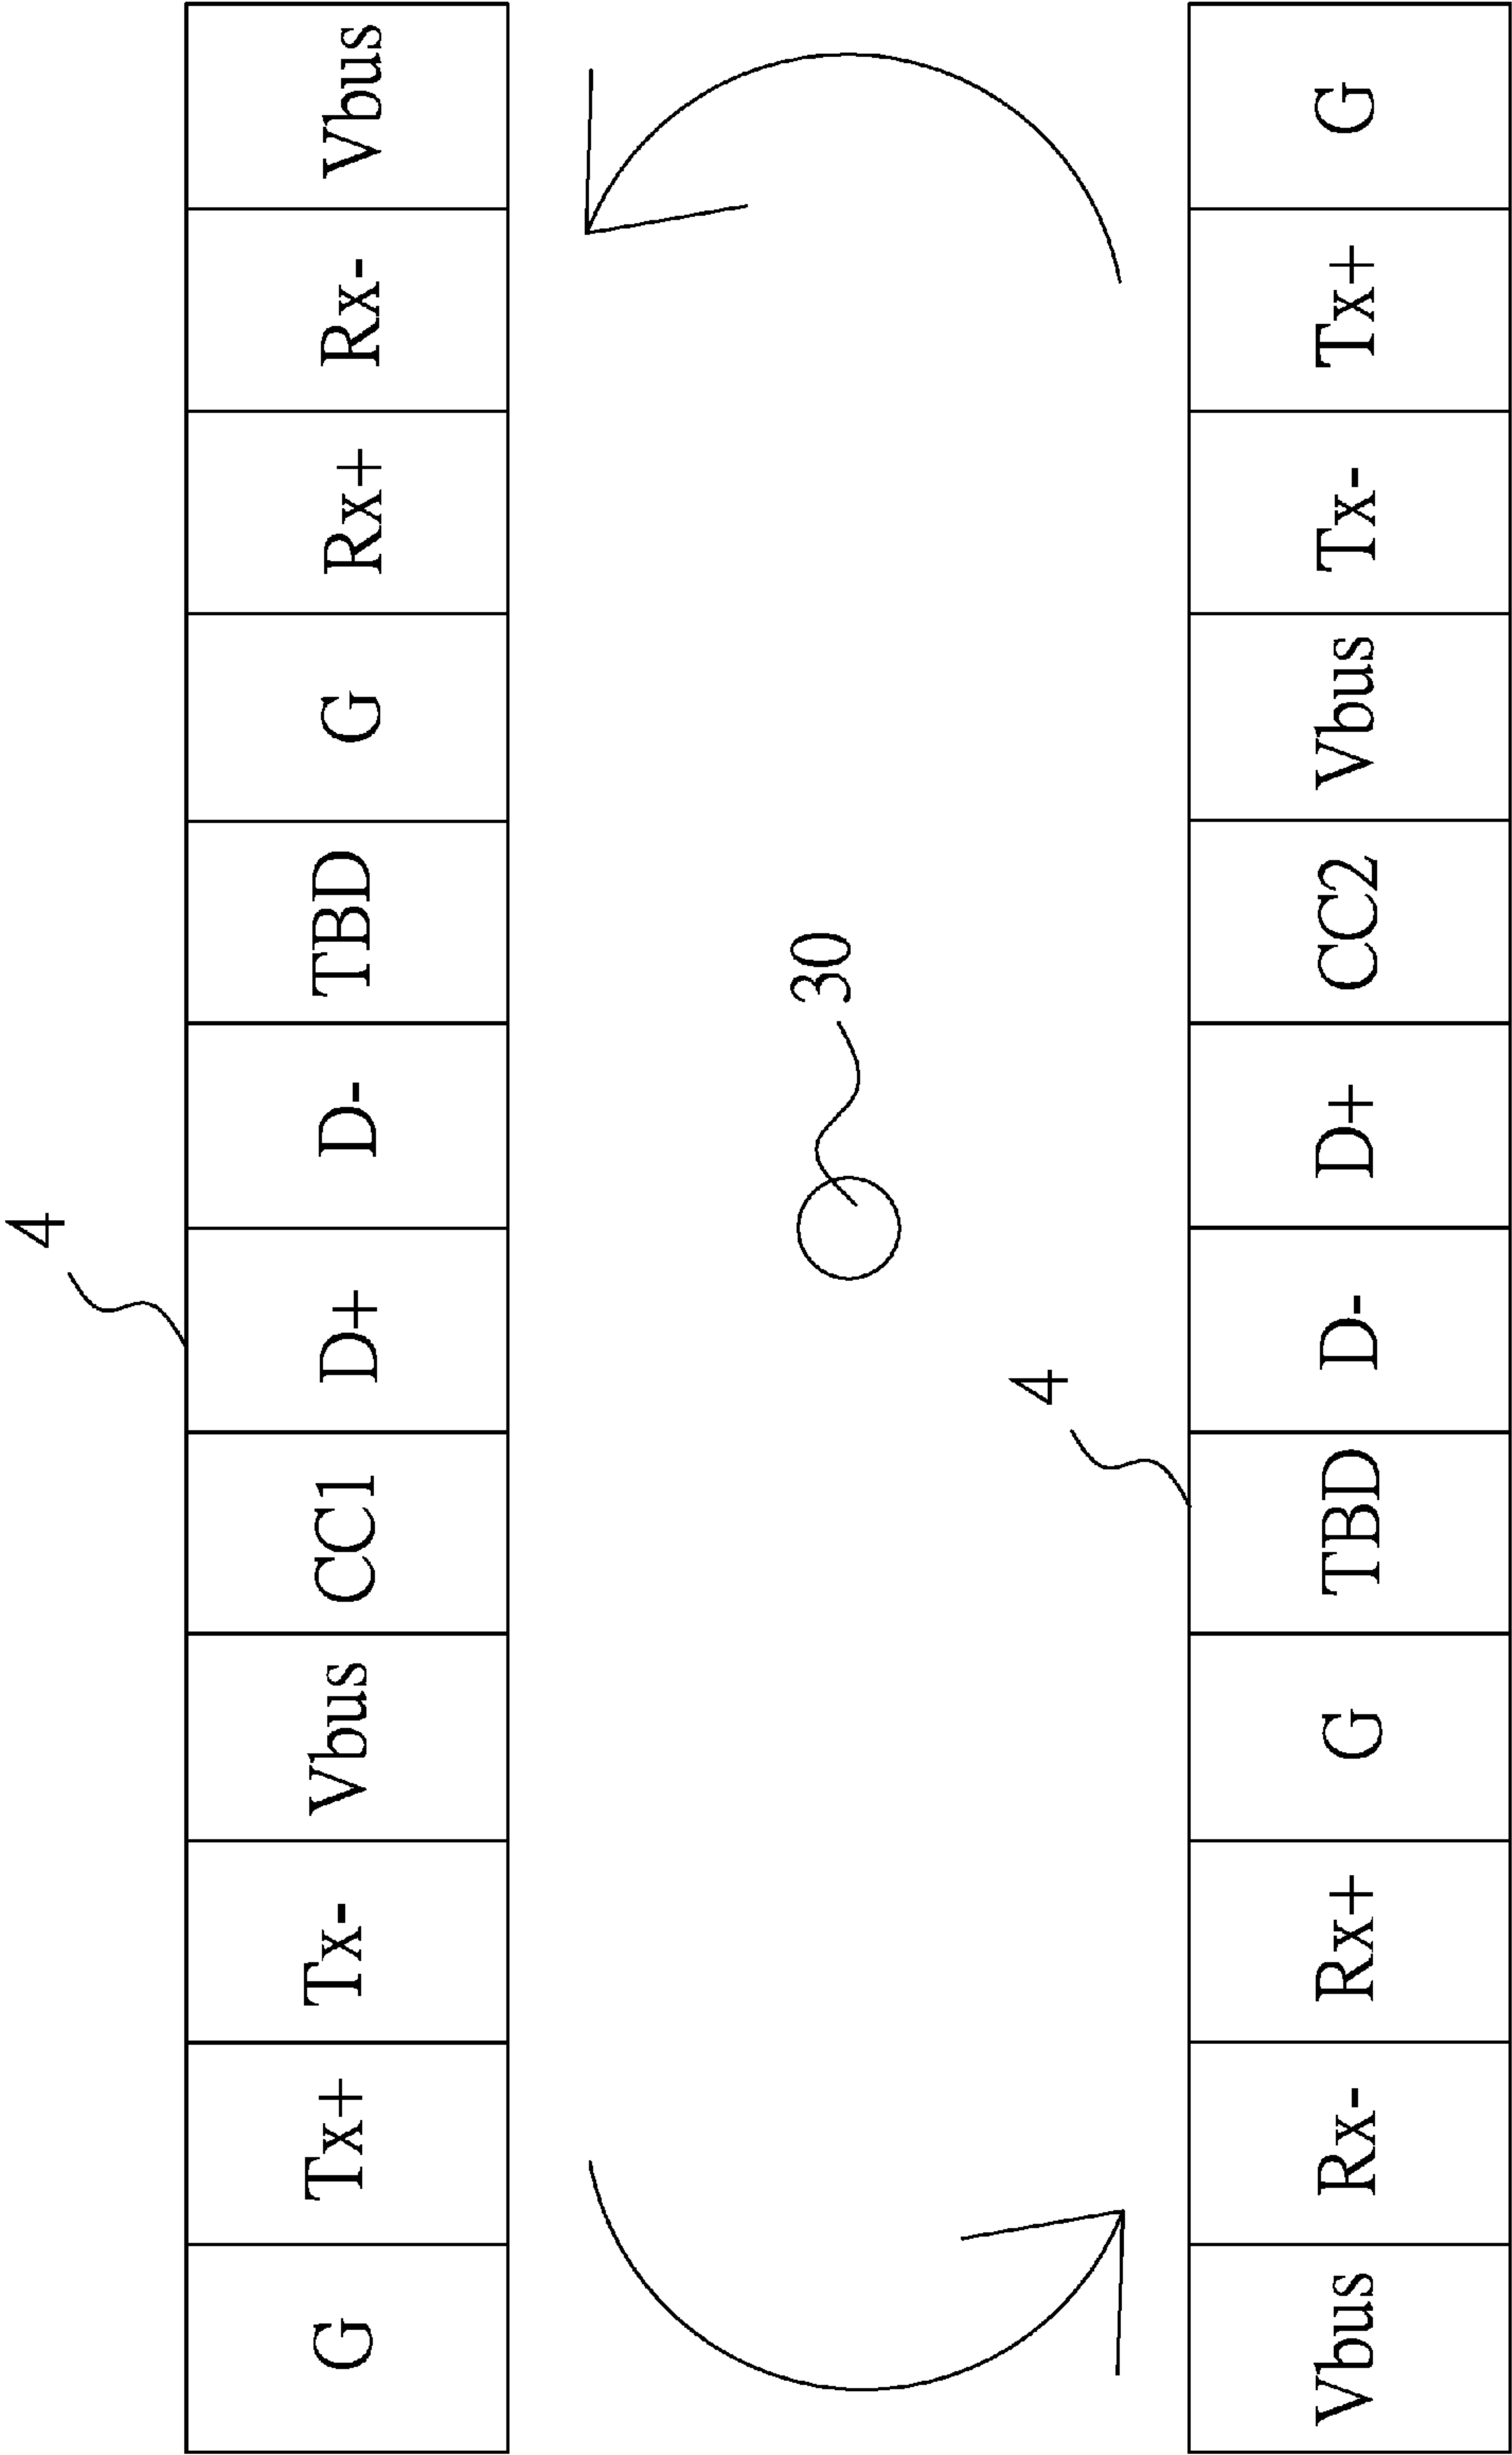 4
G Tx+ Tx- Vbus CC1 D+ D- TBD G Rx+ Rx- Vbus
30
4
Vbus Rx- Rx+ G TBD D- D+ CC2 Vbus Tx- Tx+ G